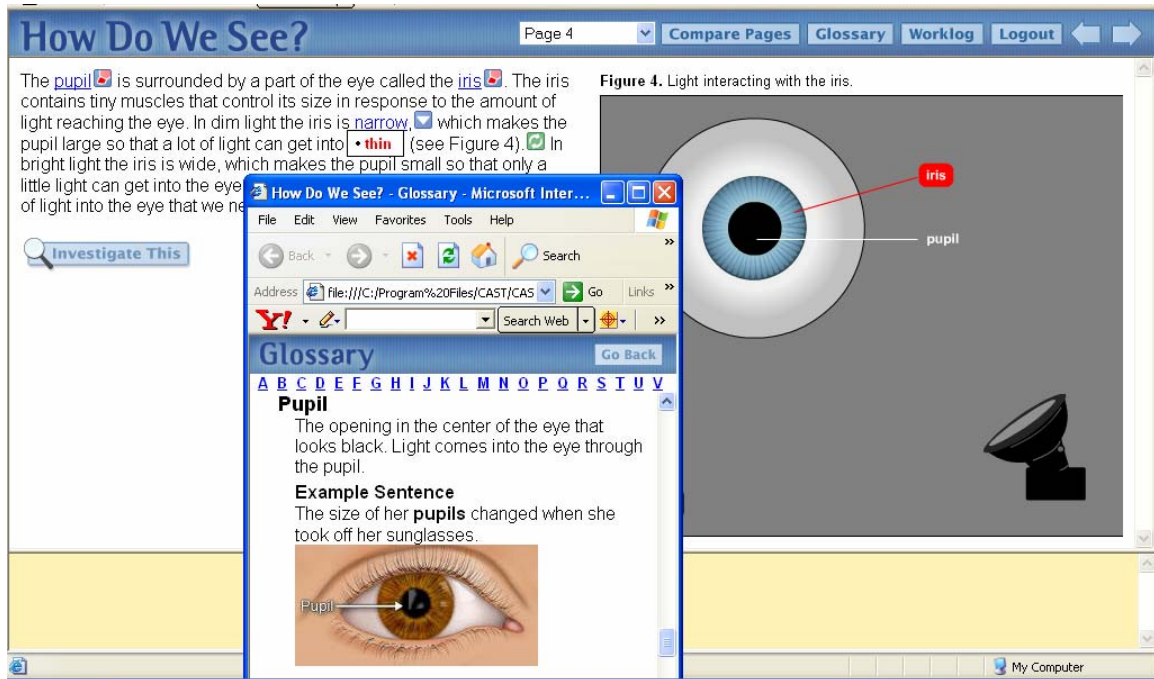 How Do We See?
Page 4
Compare Pages
Glossary
Worklog
Logout
The pupil is surrounded by a part of the eye called the iris. The iris
contains tiny muscles that control its size in response to the amount of
light reaching the eye. In dim light the iris is narrow, which makes the
pupil large so that a lot of light can get into • thin (see Figure 4). In
bright light the iris is wide, which makes the pupil small so that only a
little light can get into the eye
of light into the eye that we ne
Investigate This
Figure 4. Light interacting with the iris.
iris
pupil
How Do We See? - Glossary - Microsoft Inter...
File Edit View Favorites Tools Help
Back
Search
»
Address file:///C:/Program%20Files/CAST/CAS Go Links »
Y! Search Web »
Glossary
Go Back
A B C D E F G H I J K L M N O P Q R S T U V
Pupil
The opening in the center of the eye that
looks black. Light comes into the eye through
the pupil.
Example Sentence
The size of her pupils changed when she
took off her sunglasses.
Pupil
My Computer